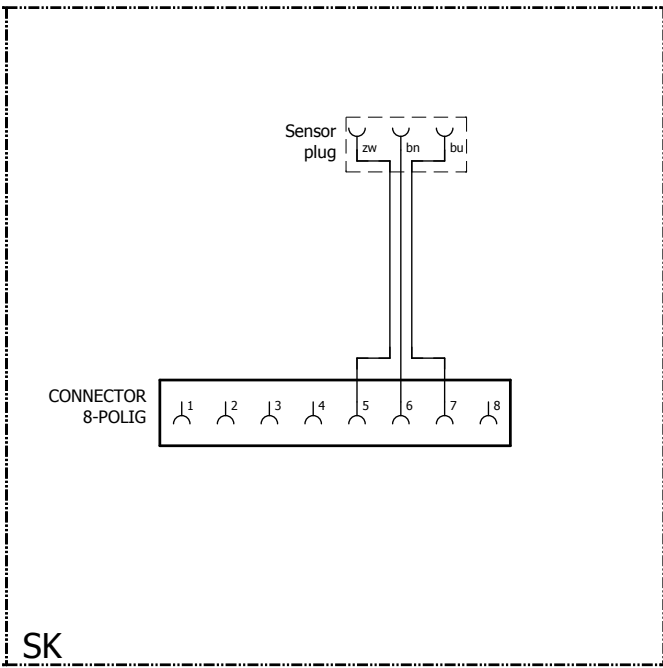 Sensor
plug
zw bn bu
CONNECTOR
8-POLIG
1 2 3 4 5 6 7 8
SK